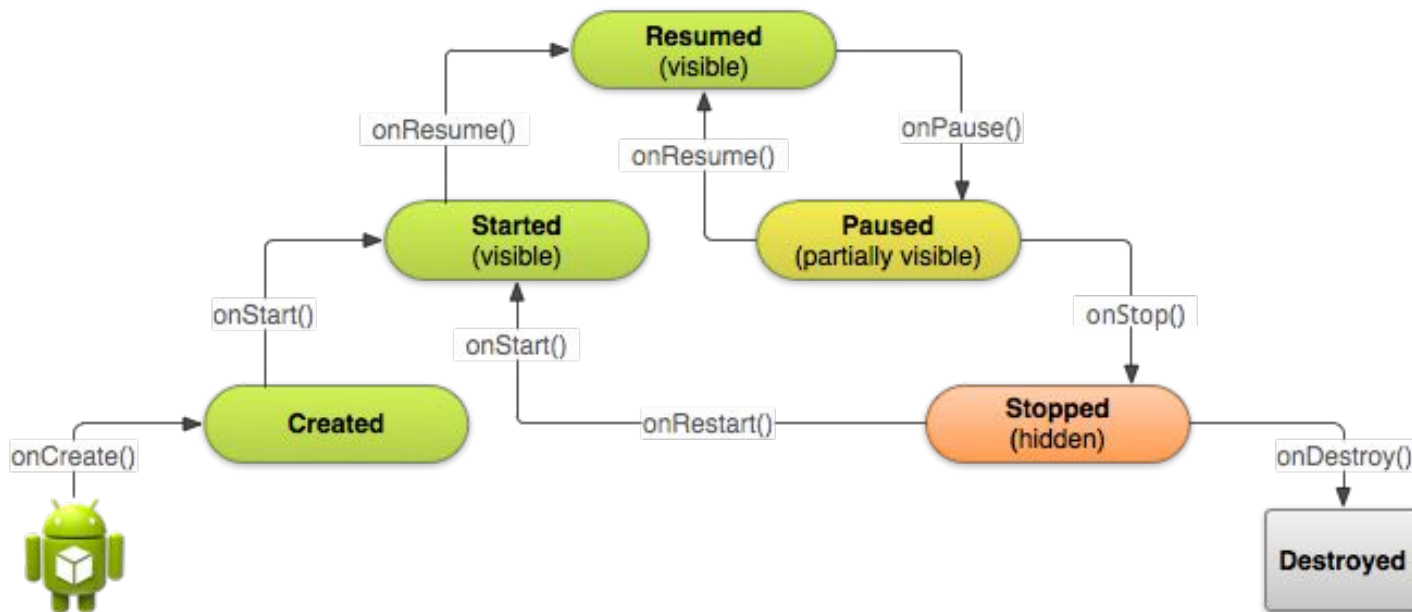 Resumed
(visible)
onResume()
onResume()
onPause()
Started
(visible)
Paused
(partially visible)
onStart()
onStart()
onStop()
Created
onRestart()
Stopped
(hidden)
onCreate()
onDestroy()
Destroyed